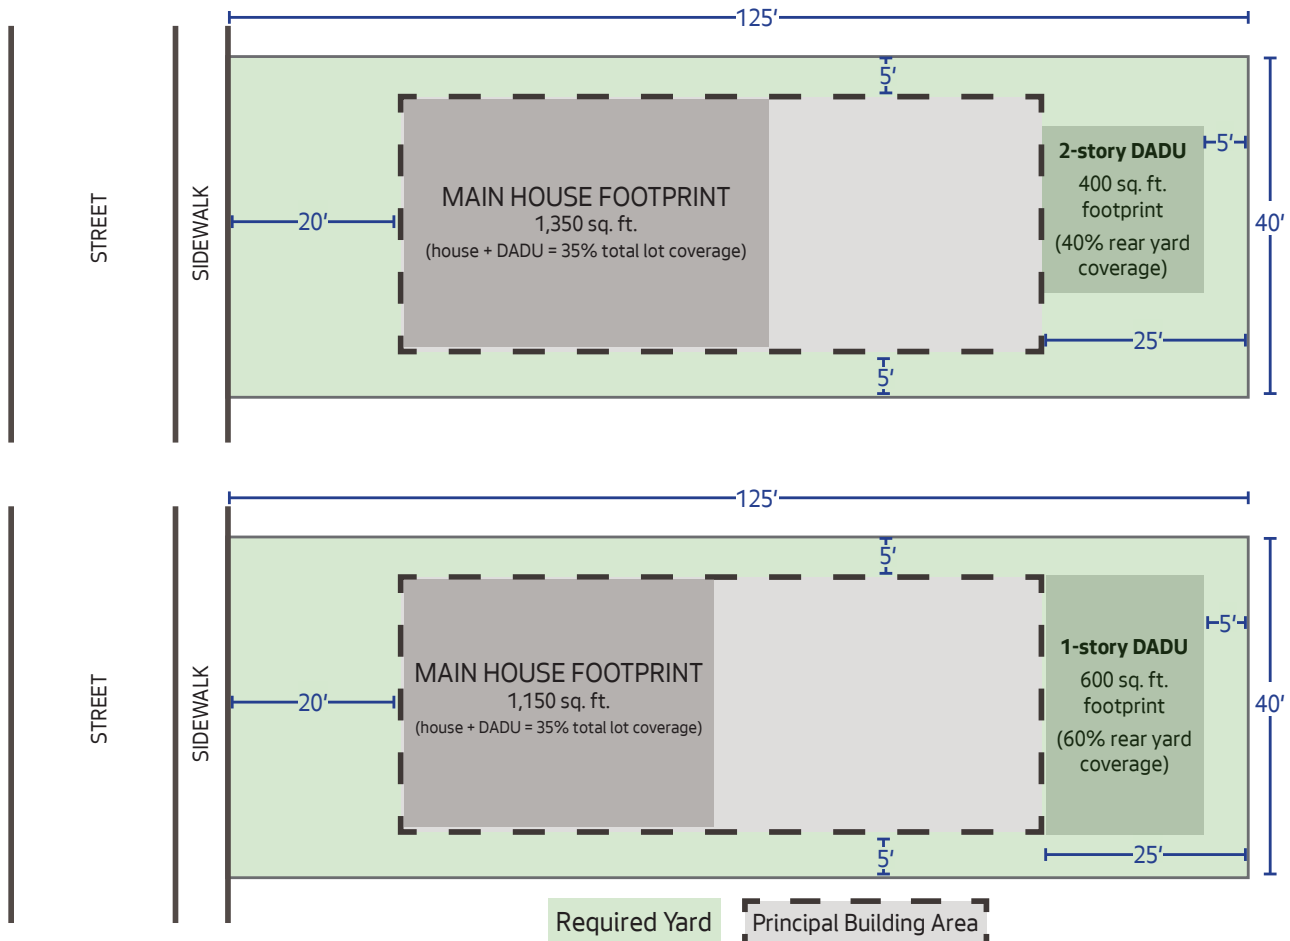 125′
5′
2-story DADU
5′
400 sq. ft.
footprint
(40% rear yard
coverage)
STREET
SIDEWALK
20′
MAIN HOUSE FOOTPRINT
1,350 sq. ft.
(house + DADU = 35% total lot coverage)
40′
25′
5′
125′
5′
5′
1-story DADU
600 sq. ft.
footprint
(60% rear yard
coverage)
STREET
SIDEWALK
20′
MAIN HOUSE FOOTPRINT
1,150 sq. ft.
(house + DADU = 35% total lot coverage)
40′
25′
5′
Required Yard
Principal Building Area